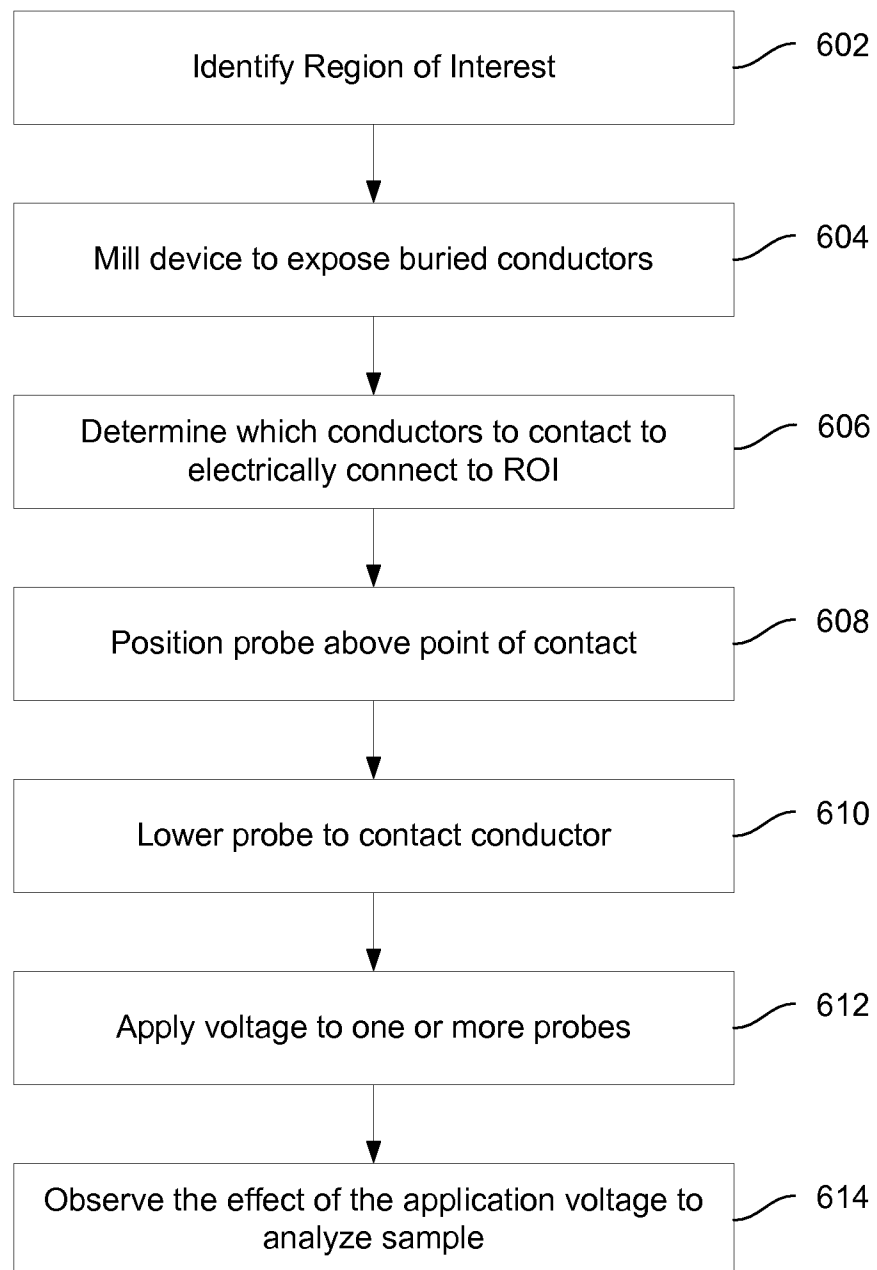 Identify Region of Interest
602
Mill device to expose buried conductors
604
Determine which conductors to contact to
electrically connect to ROI
606
Position probe above point of contact
608
Lower probe to contact conductor
610
Apply voltage to one or more probes
612
Observe the effect of the application voltage to
analyze sample
614